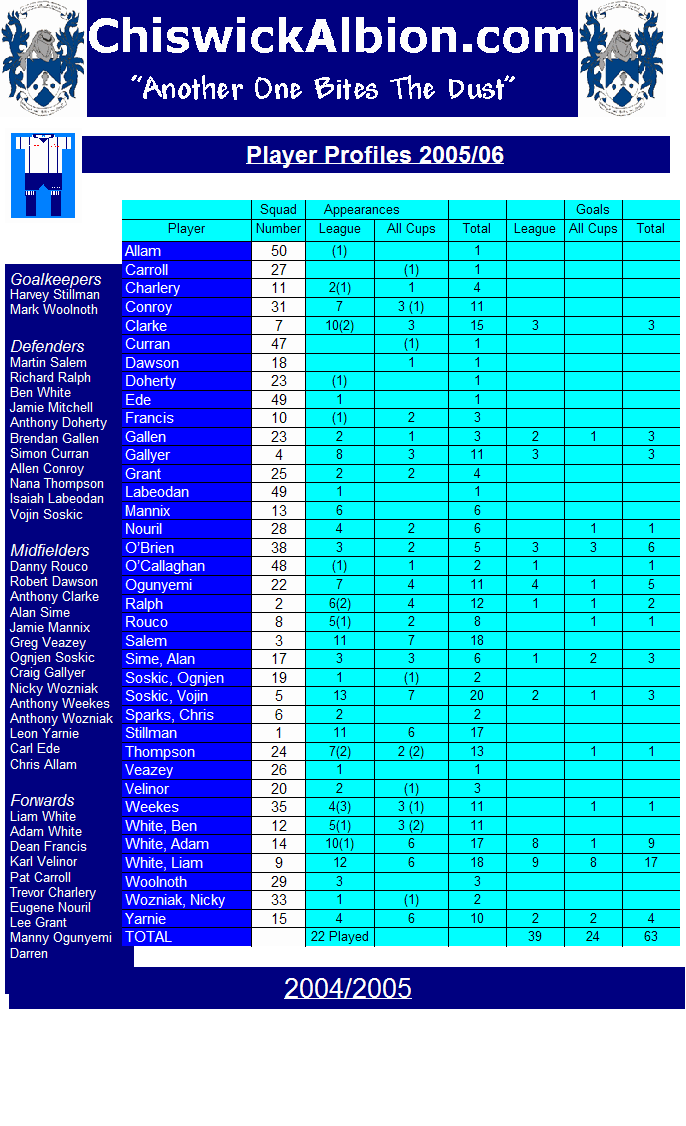 ChiswickAlbion.com
"Another One Bites The Dust"
Player Profiles 2005/06
Goalkeepers
Harvey Stillman
Mark Woolnoth
Defenders
Martin Salem
Richard Ralph
Ben White
Jamie Mitchell
Anthony Doherty
Brendan Gallen
Simon Curran
Allen Conroy
Nana Thompson
Isaiah Labeodan
Vojin Soskic
Midfielders
Danny Rouco
Robert Dawson
Anthony Clarke
Alan Sime
Jamie Mannix
Greg Veazey
Ognjen Soskic
Craig Gallyer
Nicky Wozniak
Anthony Weekes
Anthony Wozniak
Leon Yarnie
Carl Ede
Chris Allam
Forwards
Liam White
Adam White
Dean Francis
Karl Velinor
Pat Carroll
Trevor Charlery
Eugene Nouril
Lee Grant
Manny Ogunyemi
Darren
Squad Appearances Goals
Player Number League All Cups Total League All Cups Total
Allam 50 (1) 1
Carroll 27 (1) 1
Charlery 11 2(1) 1 4
Conroy 31 7 3 (1) 11
Clarke 7 10(2) 3 15 3 3
Curran 47 (1) 1
Dawson 18 1 1
Doherty 23 (1) 1
Ede 49 1 1
Francis 10 (1) 2 3
Gallen 23 2 1 3 2 1 3
Gallyer 4 8 3 11 3 3
Grant 25 2 2 4
Labeodan 49 1 1
Mannix 13 6 6
Nouril 28 4 2 6 1 1
O'Brien 38 3 2 5 3 3 6
O'Callaghan 48 (1) 1 2 1 1
Ogunyemi 22 7 4 11 4 1 5
Ralph 2 6(2) 4 12 1 1 2
Rouco 8 5(1) 2 8 1 1
Salem 3 11 7 18
Sime, Alan 17 3 3 6 1 2 3
Soskic, Ognjen 19 1 (1) 2
Soskic, Vojin 5 13 7 20 2 1 3
Sparks, Chris 6 2 2
Stillman 1 11 6 17
Thompson 24 7(2) 2 (2) 13 1 1
Veazey 26 1 1
Velinor 20 2 (1) 3
Weekes 35 4(3) 3 (1) 11 1 1
White, Ben 12 5(1) 3 (2) 11
White, Adam 14 10(1) 6 17 8 1 9
White, Liam 9 12 6 18 9 8 17
Woolnoth 29 3 3
Wozniak, Nicky 33 1 (1) 2
Yarnie 15 4 6 10 2 2 4
TOTAL 22 Played 39 24 63
2004/2005